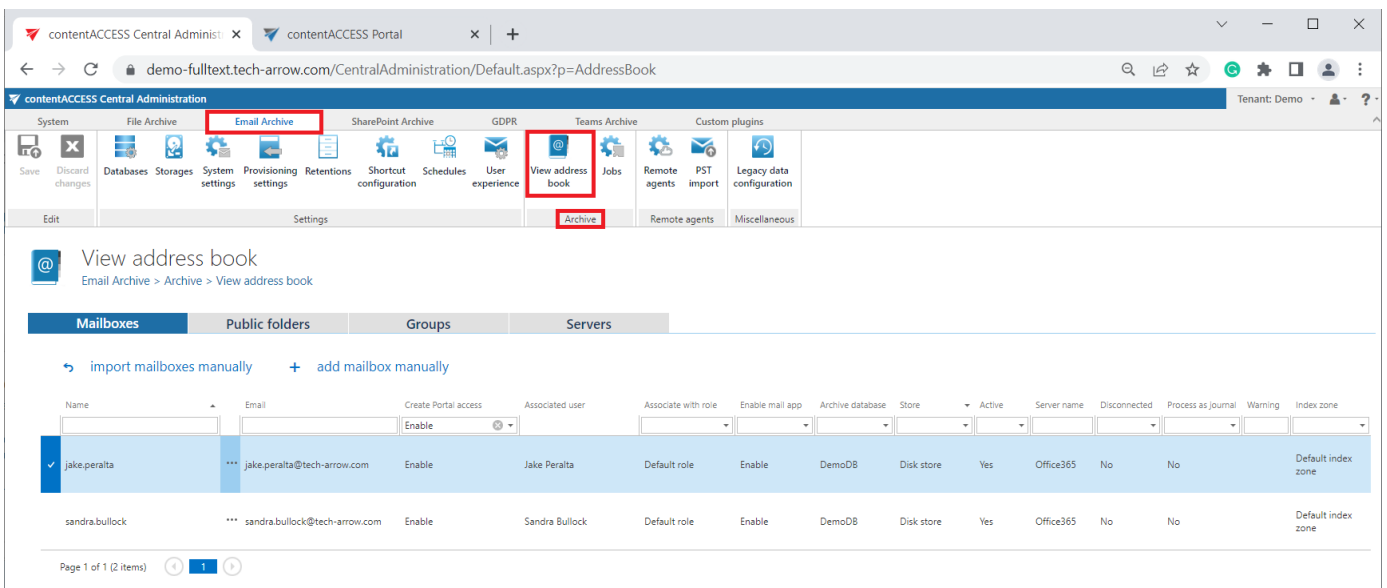 contentACCESS Central Administ
contentACCESS Portal
demo-fulltext.tech-arrow.com/CentralAdministration/Default.aspx?p=AddressBook
contentACCESS Central Administration
Tenant: Demo
?
System File Archive Email Archive SharePoint Archive GDPR Teams Archive Custom plugins
Save Discard changes Databases Storages System settings Provisioning settings Retentions Shortcut configuration Schedules User experience View address book Jobs Remote agents PST import Legacy data configuration
Edit Settings Archive Remote agents Miscellaneous
View address book
Email Archive > Archive > View address book
Mailboxes Public folders Groups Servers
import mailboxes manually + add mailbox manually
Name Email Create Portal access Associated user Associate with role Enable mail app Archive database Store Active Server name Disconnected Process as journal Warning Index zone
Enable
jake.peralta ••• jake.peralta@tech-arrow.com Enable Jake Peralta Default role Enable DemoDB Disk store Yes Office365 No No Default index zone
sandra.bullock ••• sandra.bullock@tech-arrow.com Enable Sandra Bullock Default role Enable DemoDB Disk store Yes Office365 No No Default index zone
Page 1 of 1 (2 items) 1